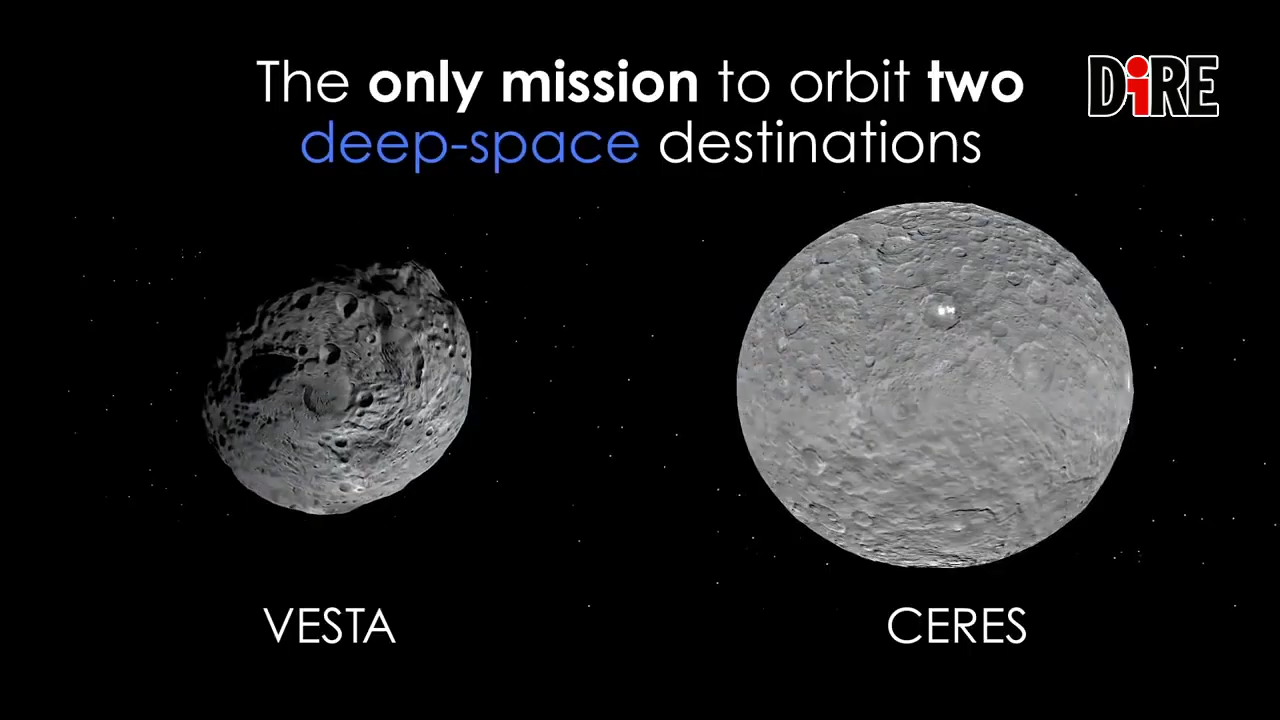 The only mission to orbit two
DiRE
deep-space destinations
VESTA
CERES